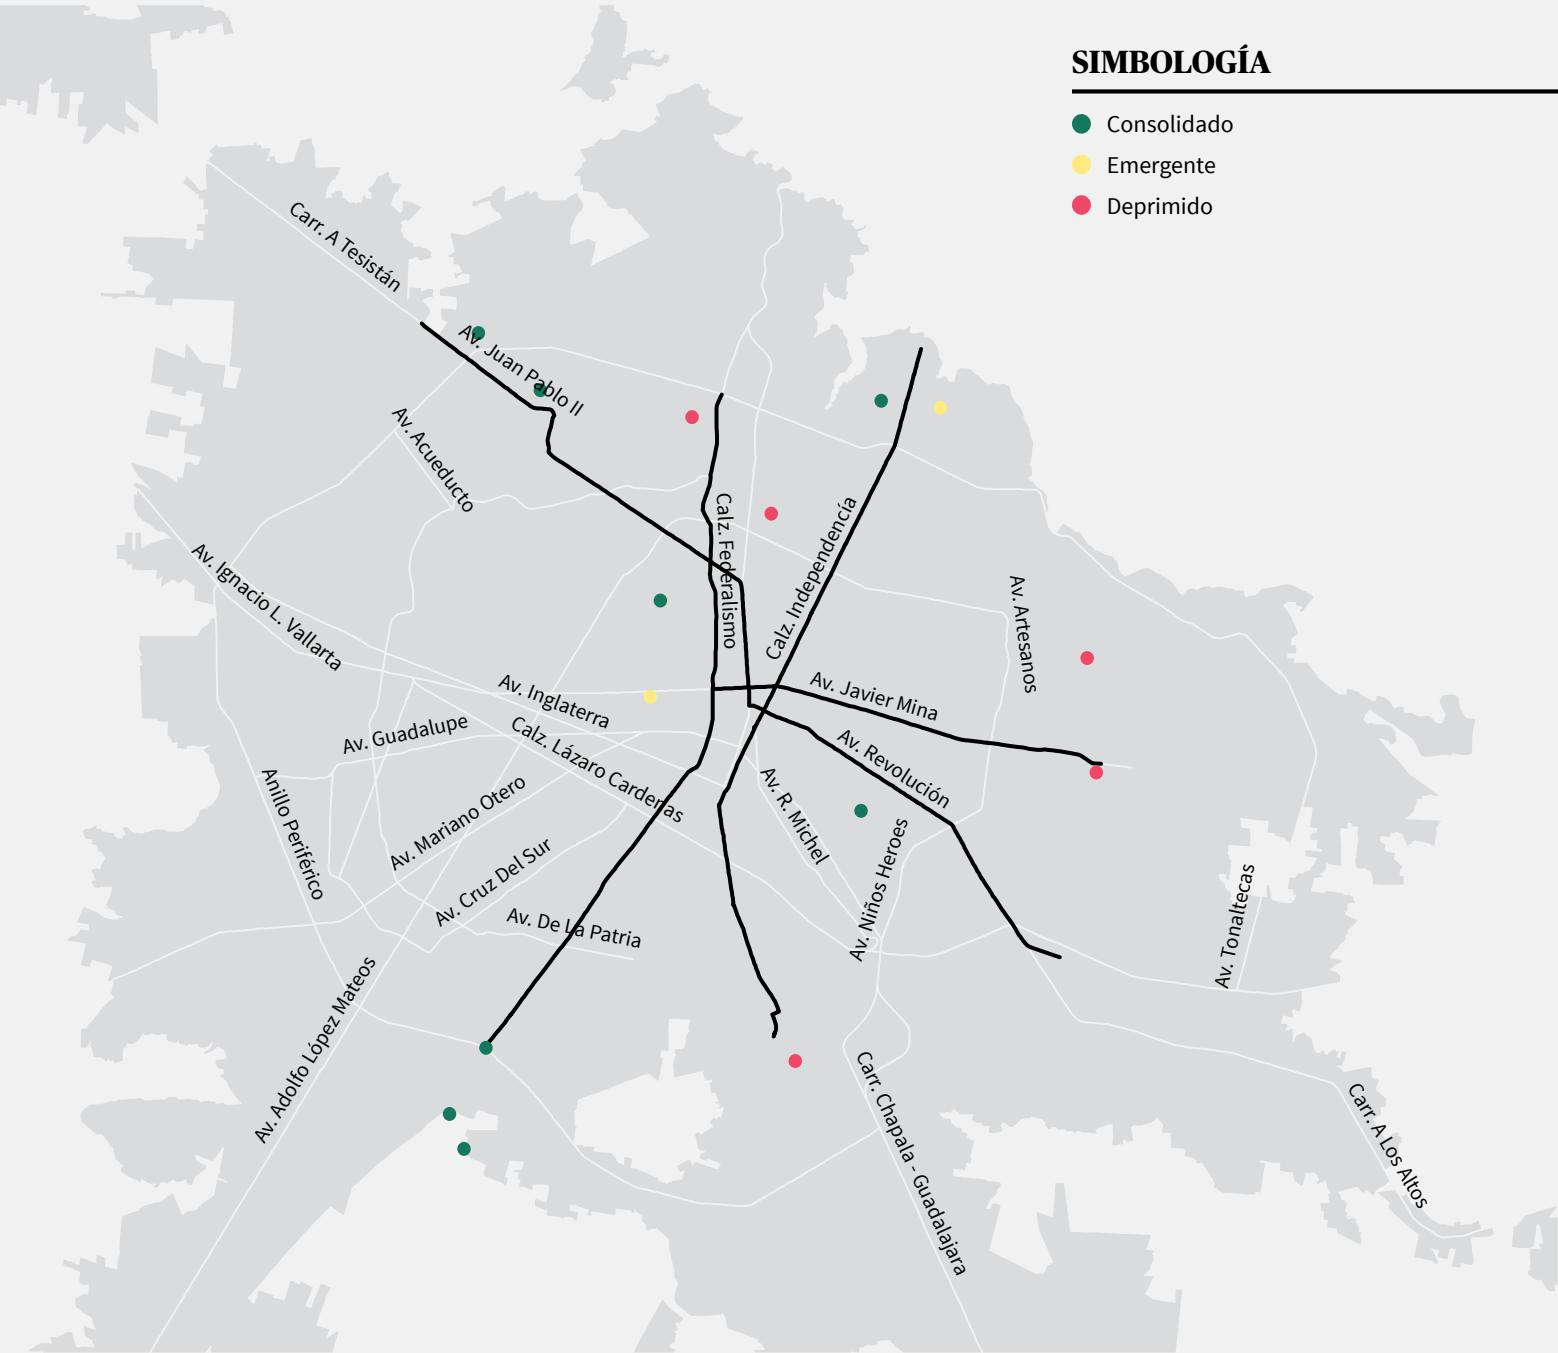 SIMBOLOGÍA
Consolidado
Emergente
Deprimido
Carr. A Tesistán
Av. Juan Pablo II
Av. Acueducto
Calz. Federalismo
Calz. Independencía
Av. Ignacio L. Vallarta
Av. Artesanos
Av. Inglaterra
Av. Javier Mina
Av. Guadalupe
Calz. Lázaro Cardenas
Av. Revolución
Anillo Periférico
Av. Mariano Otero
Av. R. Michel
Av. Cruz Del Sur
Av. Niños Heroes
Av. De La Patria
Av. Tonaltecas
Av. Adolfo López Mateos
Carr. Chapala - Guadalajara
Carr. A Los Altos